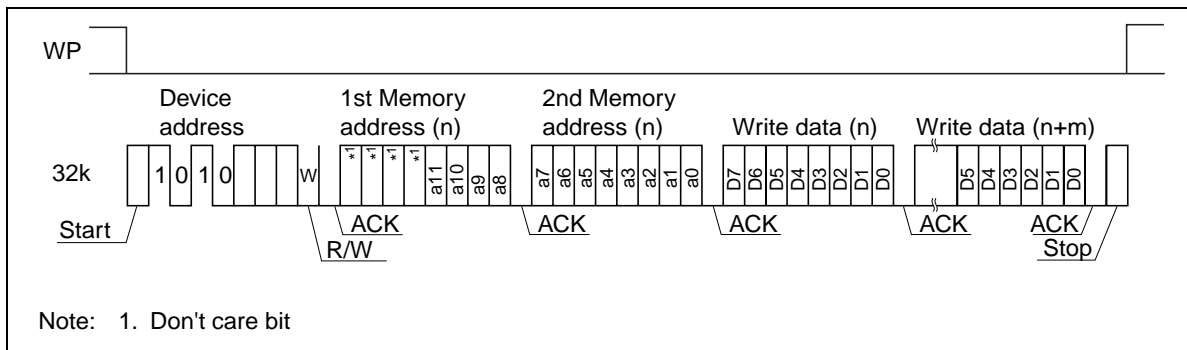 WP
Device
address
1st Memory
address (n)
2nd Memory
address (n)
Write data (n)
Write data (n+m)
32k
1 0 1 0 W *1 *1 *1 *1 a11 a10 a9 a8 a7 a6 a5 a4 a3 a2 a1 a0 D7 D6 D5 D4 D3 D2 D1 D0 D5 D4 D3 D2 D1 D0
Start
R/W
ACK
ACK
ACK
ACK
ACK
Stop
Note: 1. Don't care bit